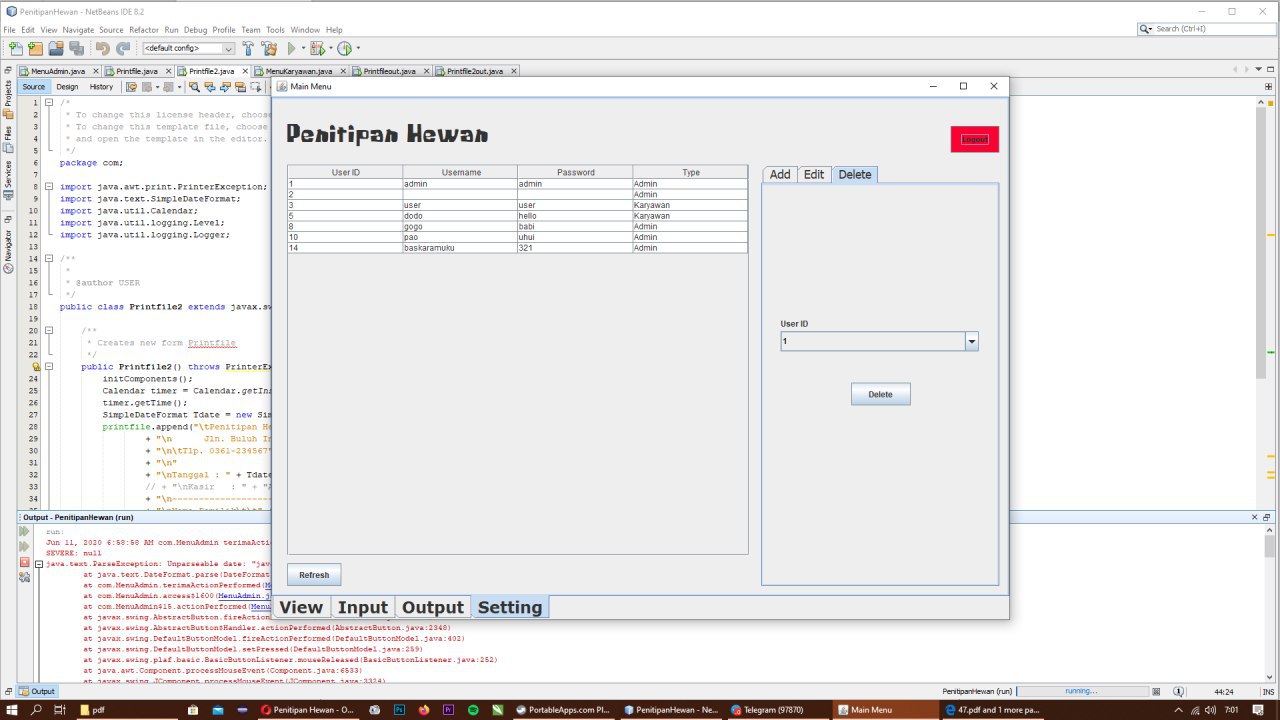 PenitipanHewan - NetBeans IDE 8.2
File Edit View Navigate Source Refactor Run Debug Profile Team Tools Window Help
Search (Ctrl+I)
<default config>
MenuAdmin.java Printfile.java Printfile2.java MenuKaryawan.java Printfileout.java Printfile2out.java
Source Design History
Projects
Files
Services
Navigator
1 /*
2 * To change this license header, choos
3 * To change this template file, choose
4 * and open the template in the editor.
5 */
6 package com;
7
8 import java.awt.print.PrinterException;
9 import java.text.SimpleDateFormat;
10 import java.util.Calendar;
11 import java.util.logging.Level;
12 import java.util.logging.Logger;
13
14 /**
15 *
16 * @author USER
17 */
18 public class Printfile2 extends javax.sw
19
20 /**
21 * Creates new form Printfile
22 */
public Printfile2() throws PrinterEx
24 initComponents();
25 Calendar timer = Calendar.getIn
26 timer.getTime();
27 SimpleDateFormat Tdate = new Sim
28 printfile.append("\tPenitipan He
29 + "\n Jln. Buluh In
30 + "\n\tTlp. 0361-234567"
31 + "\n"
32 + "\nTanggal : " + Tdate
33 // + "\nKasir : " + "A
34 + "\n----------------------
Main Menu
Penitipan Hewan
Logout
User ID Username Password Type
1 admin admin Admin
2 Admin
3 user user Karyawan
5 dodo hello Karyawan
8 gogo babi Admin
10 pao uhui Admin
14 baskaramuku 321 Admin
Refresh
Add Edit Delete
User ID
1
Delete
View Input Output Setting
Output - PenitipanHewan (run)
run:
Jun 11, 2020 6:58:58 AM com.MenuAdmin terimaActi
SEVERE: null
java.text.ParseException: Unparseable date: "jav
at java.text.DateFormat.parse(DateFormat
at com.MenuAdmin.terimaActionPerformed(M
at com.MenuAdmin.access$1600(MenuAdmin.j
at com.MenuAdmin$15.actionPerformed(Menu
at javax.swing.AbstractButton.fireAction
at javax.swing.AbstractButton$Handler.actionPerformed(AbstractButton.java:2348)
at javax.swing.DefaultButtonModel.fireActionPerformed(DefaultButtonModel.java:402)
at javax.swing.DefaultButtonModel.setPressed(DefaultButtonModel.java:259)
at javax.swing.plaf.basic.BasicButtonListener.mouseReleased(BasicButtonListener.java:252)
at java.awt.Component.processMouseEvent(Component.java:6533)
at javax.swing.JComponent.processMouseEvent(JComponent.java:3324)
Output
PenitipanHewan (run) running... 44:24 INS
pdf Penitipan Hewan - O... PortableApps.com Pl... Penitipan Hewan - Ne... Telegram (97870) Main Menu 47.pdf and 1 more pa... 7:01